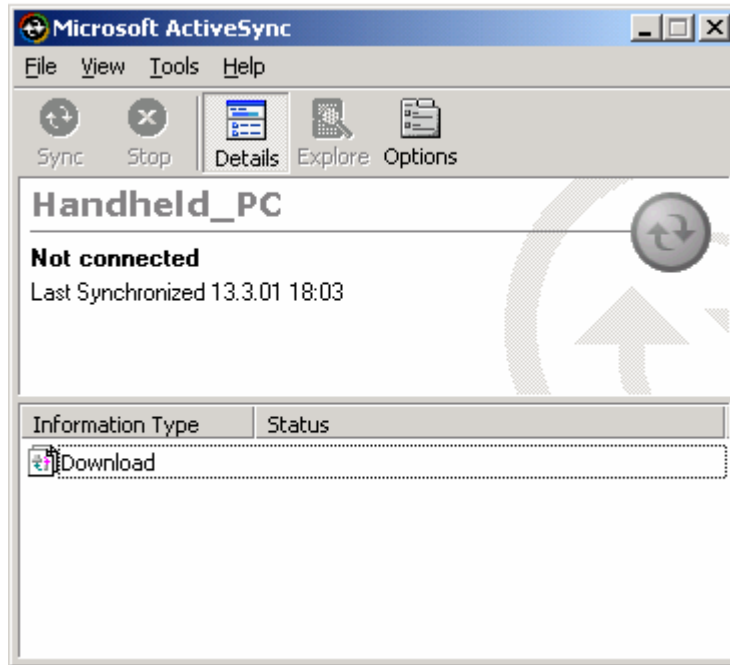 Microsoft ActiveSync
File View Tools Help
Sync Stop Details Explore Options
Handheld_PC
Not connected
Last Synchronized 13.3.01 18:03
Information Type Status
Download